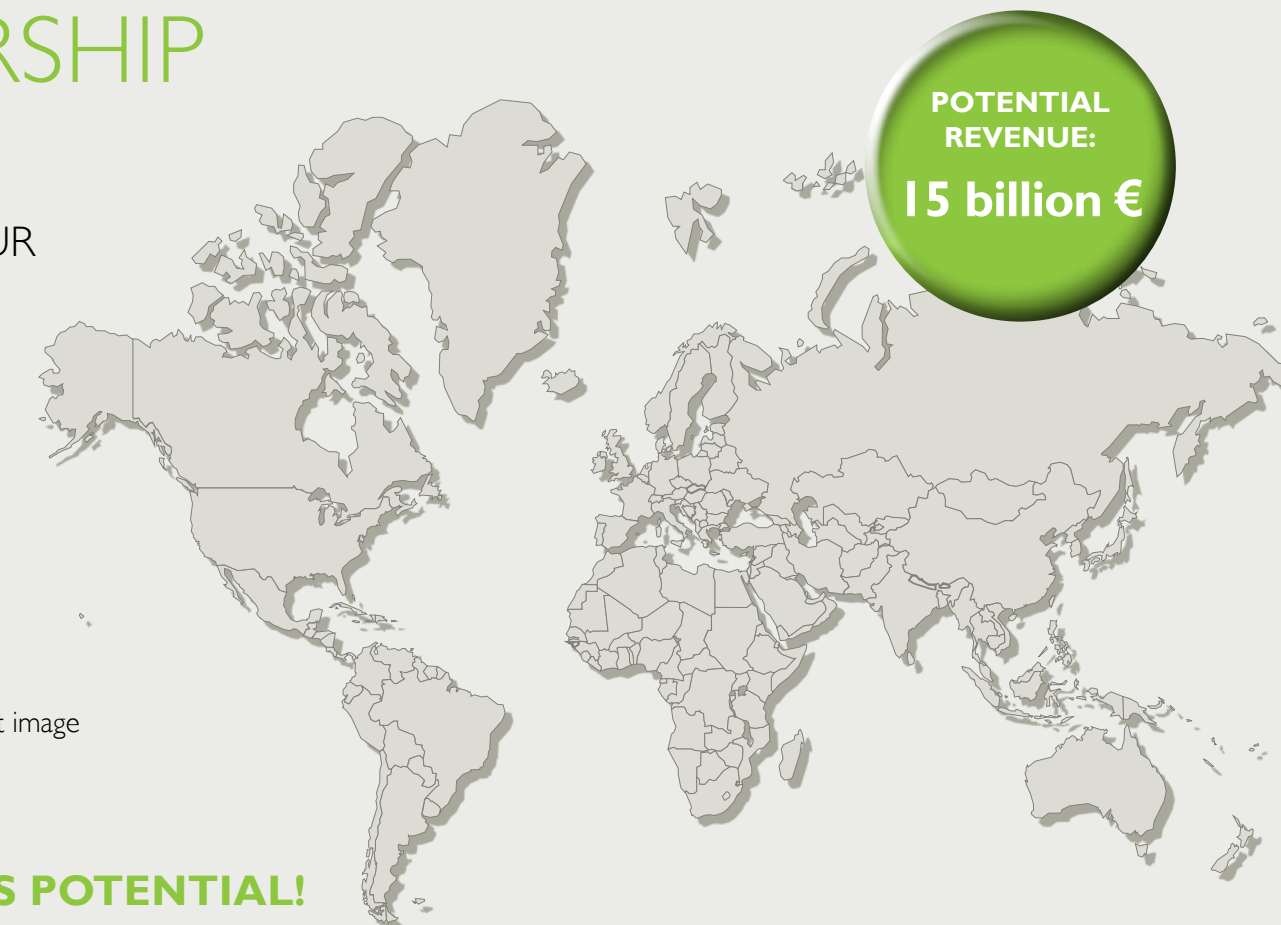 RSHIP
POTENTIAL
REVENUE:
15 billion €
UR
t image
S POTENTIAL!